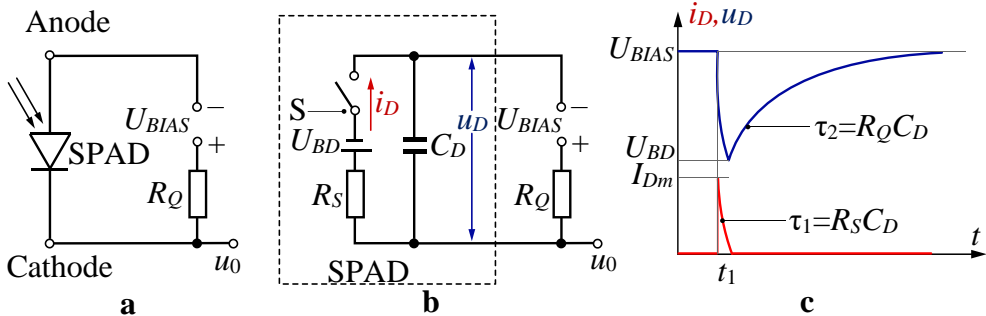 Anode
U_BIAS
−
+
SPAD
R_Q
Cathode
u_0
a
S
i_D
U_BD
R_S
C_D
u_D
U_BIAS
−
+
R_Q
SPAD
u_0
b
i_D,u_D
U_BIAS
τ_2=R_QC_D
U_BD
I_Dm
τ_1=R_SC_D
t
t_1
c